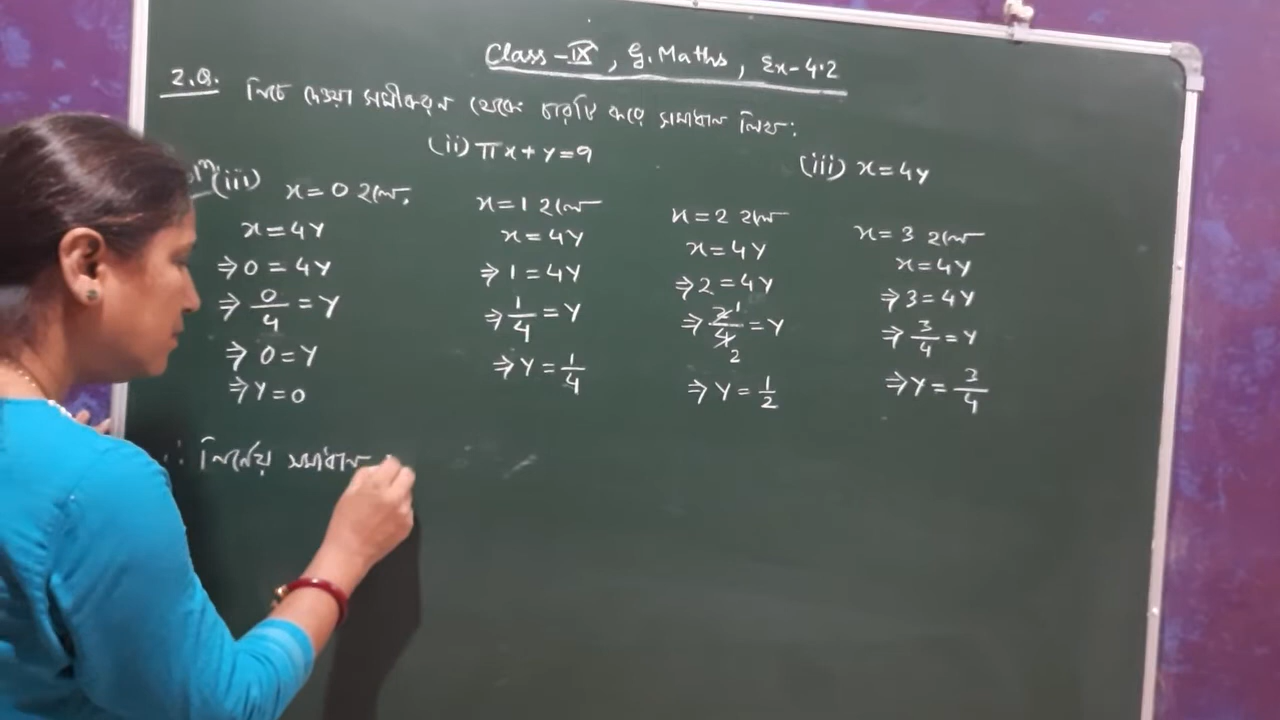 Class-IX, G.Maths, Ex-4.2
2.Q. নিচে দেওয়া সমীকরণ থেকে চারটি করে সমাধান লিখা:
(ii) πx+y=9 (iii) x=4y
(iii) x=0 হলে,
x=4y
⇒0=4y
⇒0/4=y
⇒0=y
⇒y=0
x=1 হলে
x=4y
⇒1=4y
⇒1/4=y
⇒y=1/4
x=2 হলে
x=4y
⇒2=4y
⇒2̸1/4̸2=y
⇒y=1/2
x=3 হলে
x=4y
⇒3=4y
⇒3/4=y
⇒y=3/4
∴ নির্ণেয় সমাধান